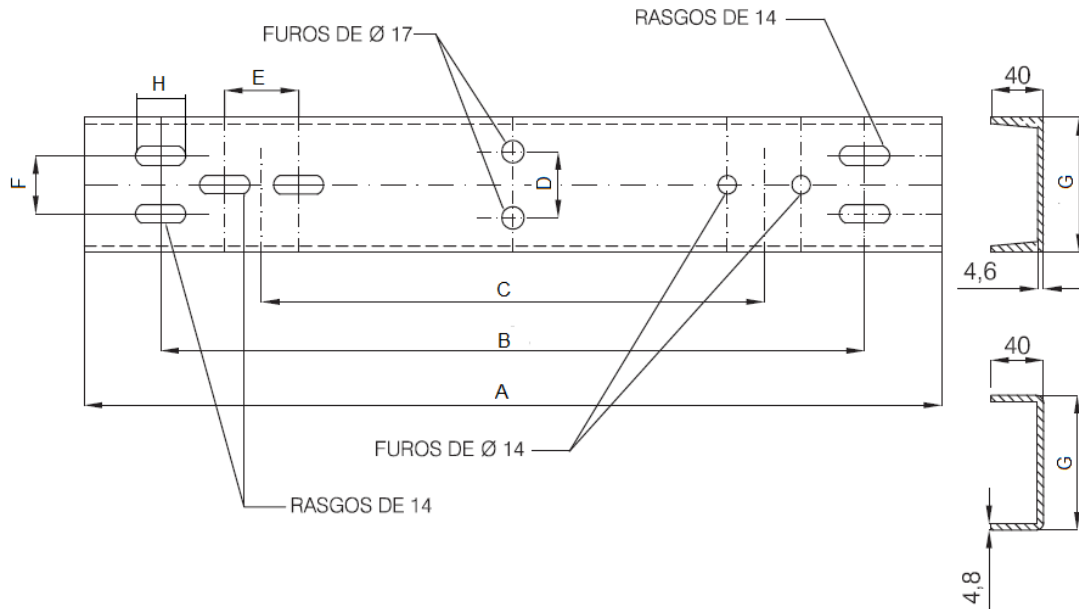 RASGOS DE 14
FUROS DE Ø 17
40
H
E
F
D
G
4,6
C
B
40
A
FUROS DE Ø 14
G
RASGOS DE 14
4,8